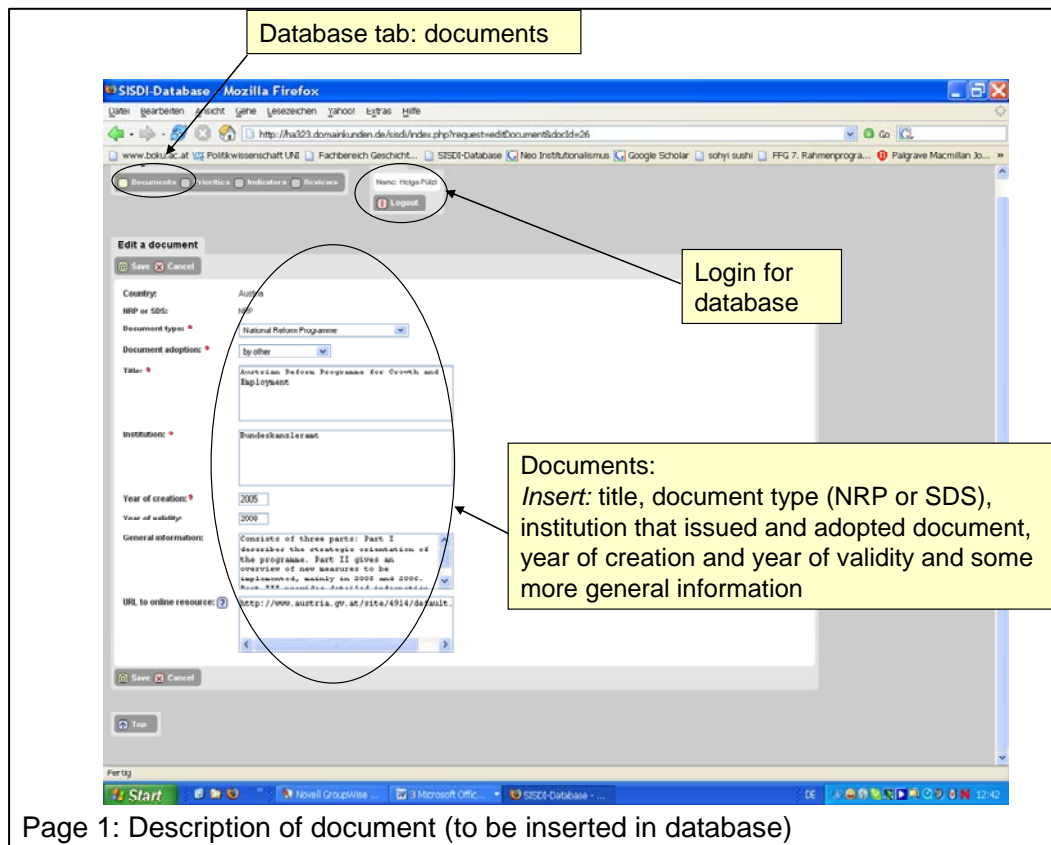 Database tab: documents
SISDI-Database - Mozilla Firefox
Datei Bearbeiten Ansicht Gehe Lesezeichen Yahoo! Extras Hilfe
http://ha323.domainkunden.de/sisdi/index.php?request=editDocument&docId=26 Go
www.boku.ac.at Politikwissenschaft UNI Fachbereich Geschicht... SISDI-Database Neo Institutionalismus Google Scholar sohyi sushi FFG 7. Rahmenprogra... Palgrave Macmillan Jo... »
Documents Priorities Indicators Reviews
Name: Helga Pülzl
Logout
Edit a document
Save Cancel
Login for
database
Country: Austria
NRP or SDS: NRP
Document type: * National Reform Programme
Document adoption: * by other
Title: * Austrian Reform Programme for Growth and
Employment
Institution: * Bundeskanzleramt
Documents:
Insert: title, document type (NRP or SDS),
institution that issued and adopted document,
year of creation and year of validity and some
more general information
Year of creation: * 2005
Year of validity: 2008
General information: Consists of three parts: Part I
describes the strategic orientation of
the programme. Part II gives an
overview of new measures to be
implemented, mainly in 2005 and 2006.
Part III provides detailed information
URL to online resource: ? http://www.austria.gv.at/site/4914/default.
Save Cancel
Top
Fertig
Start Novell GroupWise ... 3 Microsoft Offic... SISDI-Database - ... DE 12:42
Page 1: Description of document (to be inserted in database)